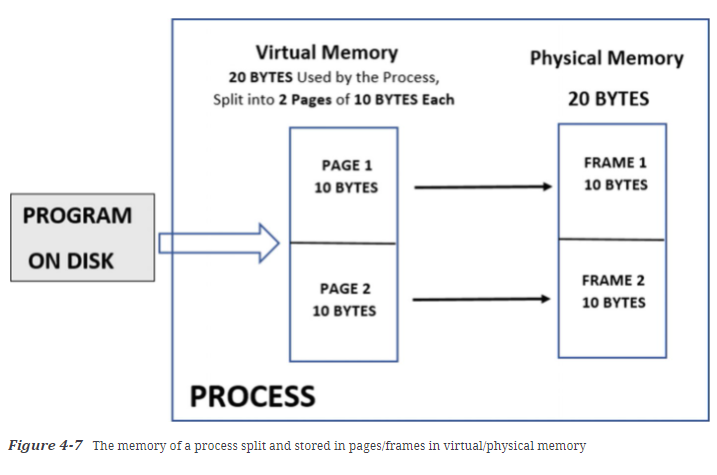 Virtual Memory
20 BYTES Used by the Process,
Split into 2 Pages of 10 BYTES Each
Physical Memory
20 BYTES
PROGRAM
ON DISK
PAGE 1
10 BYTES
PAGE 2
10 BYTES
FRAME 1
10 BYTES
FRAME 2
10 BYTES
PROCESS
Figure 4-7 The memory of a process split and stored in pages/frames in virtual/physical memory